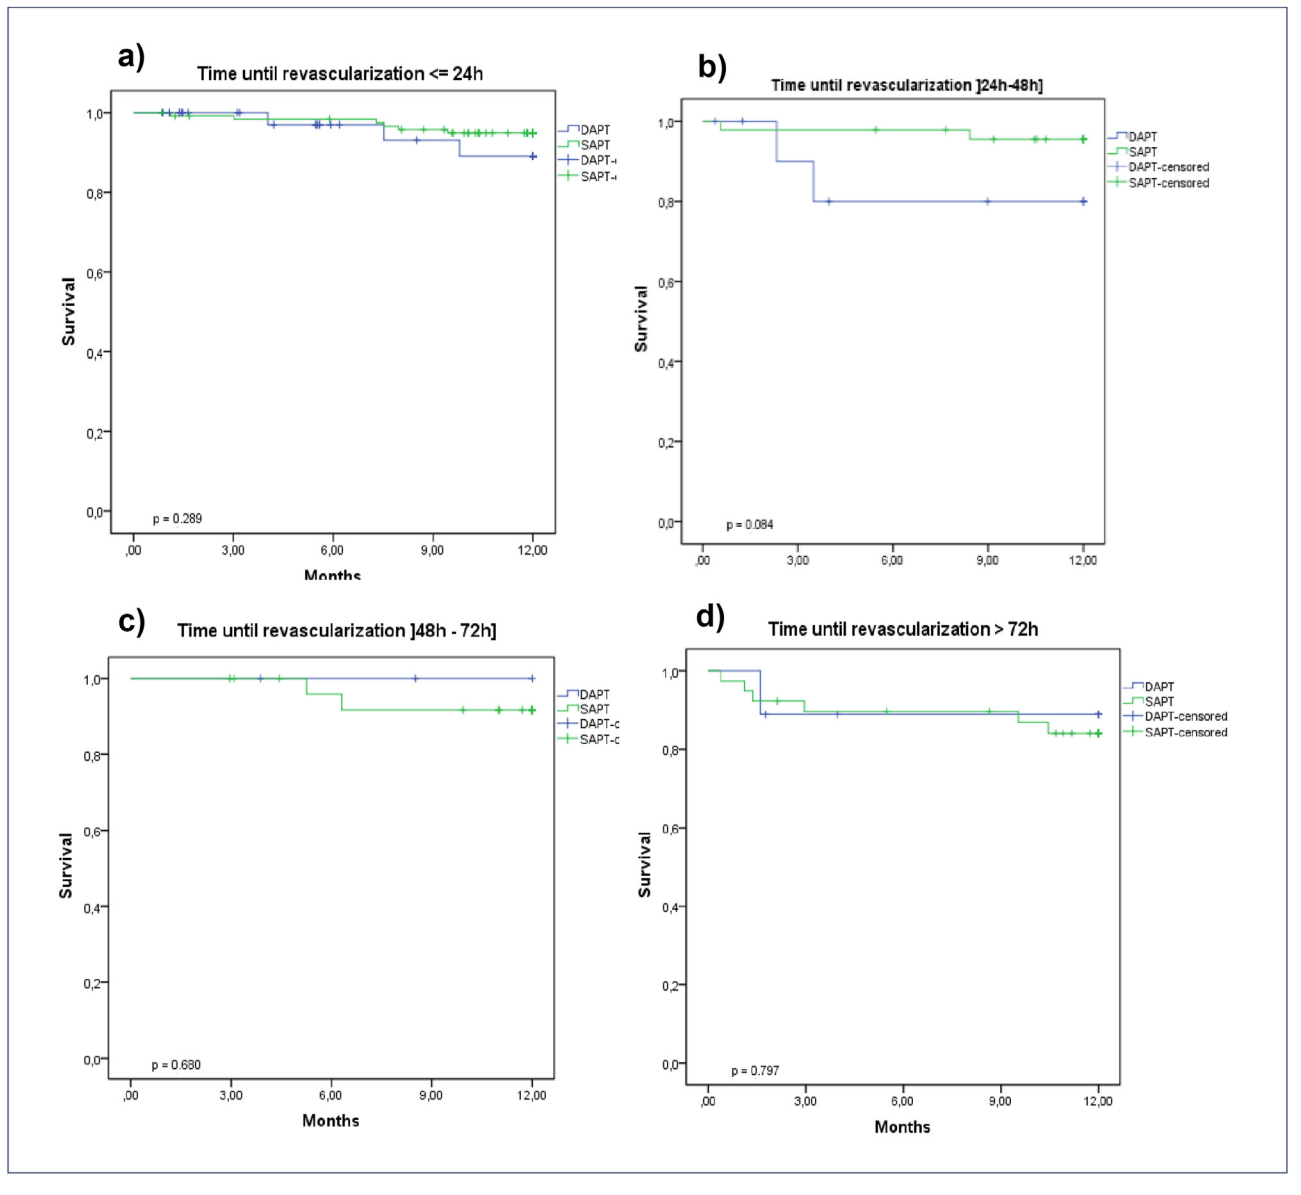 a)
Time until revascularization <= 24h
1,0
0,8
0,6
0,4
0,2
0,0
Survival
p = 0.289
,00
3,00
6,00
9,00
12,00
Months
DAPT
SAPT
DAPT-
SAPT-
b)
Time until revascularization ]24h-48h]
1,0
0,8
0,6
0,4
0,2
0,0
Survival
p = 0.084
,00
3,00
6,00
9,00
12,00
DAPT
SAPT
DAPT-censored
SAPT-censored
c)
Time until revascularization ]48h - 72h]
1,0
0,8
0,6
0,4
0,2
0,0
Survival
p = 0.680
,00
3,00
6,00
9,00
12,00
Months
DAPT
SAPT
DAPT-c
SAPT-c
d)
Time until revascularization > 72h
1,0
0,8
0,6
0,4
0,2
0,0
Survival
p = 0.797
,00
3,00
6,00
9,00
12,00
Months
DAPT
SAPT
DAPT-censored
SAPT-censored